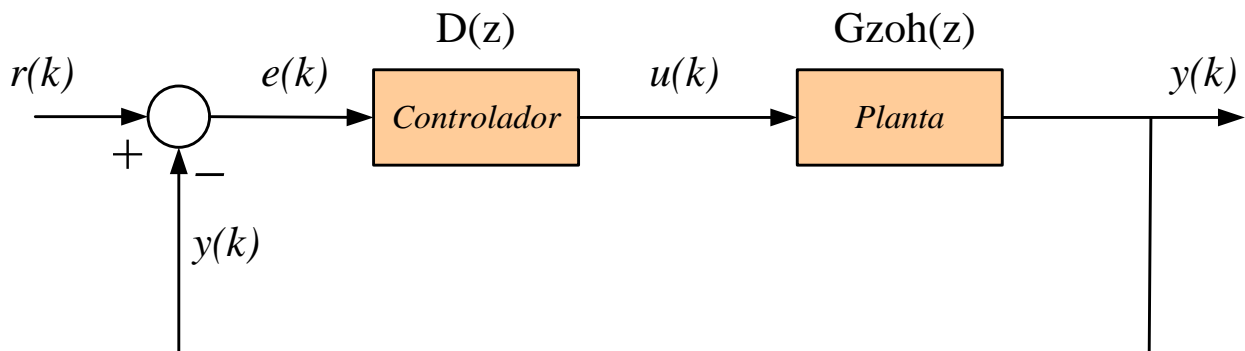 D(z)
Gzoh(z)
r(k)
e(k)
u(k)
y(k)
Controlador
Planta
+
−
y(k)